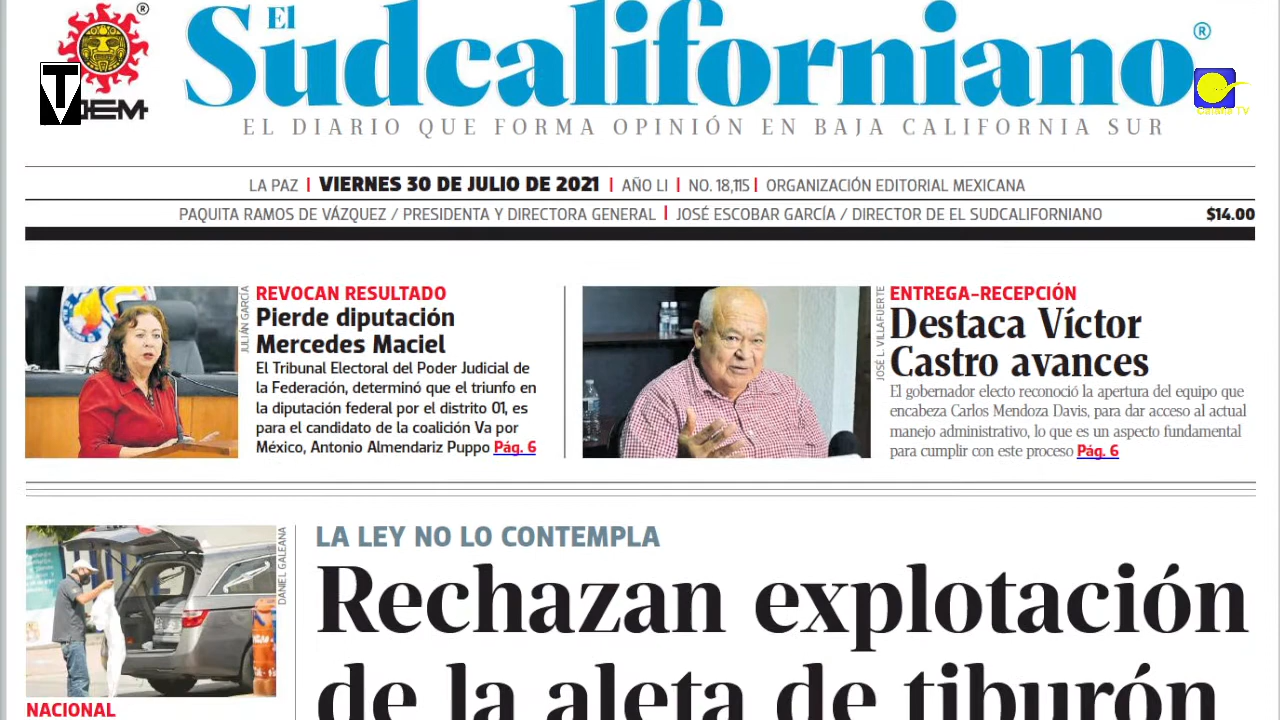 El
Sudcaliforniano®
®
T
OEM
Galaka TV
EL DIARIO QUE FORMA OPINIÓN EN BAJA CALIFORNIA SUR
LA PAZ | VIERNES 30 DE JULIO DE 2021 | AÑO LI | NO. 18,115 | ORGANIZACIÓN EDITORIAL MEXICANA
PAQUITA RAMOS DE VÁZQUEZ / PRESIDENTA Y DIRECTORA GENERAL | JOSÉ ESCOBAR GARCÍA / DIRECTOR DE EL SUDCALIFORNIANO $14.00
JULIÁN GARCÍA
REVOCAN RESULTADO
Pierde diputación
Mercedes Maciel
El Tribunal Electoral del Poder Judicial de
la Federación, determinó que el triunfo en
la diputación federal por el distrito 01, es
para el candidato de la coalición Va por
México, Antonio Almendariz Puppo Pág. 6
JOSÉ L. VILLAFUERTE
ENTREGA-RECEPCIÓN
Destaca Víctor
Castro avances
El gobernador electo reconoció la apertura del equipo que
encabeza Carlos Mendoza Davis, para dar acceso al actual
manejo administrativo, lo que es un aspecto fundamental
para cumplir con este proceso Pág. 6
DANIEL GALEANA
NACIONAL
LA LEY NO LO CONTEMPLA
Rechazan explotación
de la aleta de tiburón